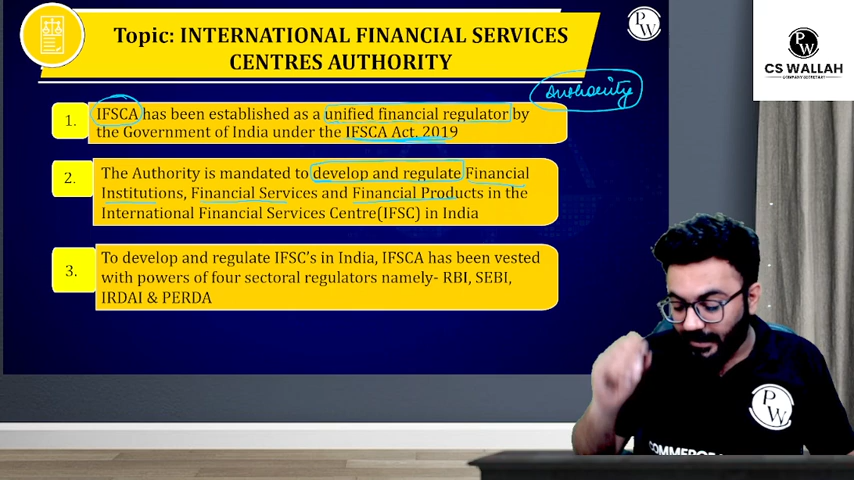 Topic: INTERNATIONAL FINANCIAL SERVICES
CENTRES AUTHORITY
Authority
1.
IFSCA has been established as a unified financial regulator by
the Government of India under the IFSCA Act, 2019
2.
The Authority is mandated to develop and regulate Financial
Institutions, Financial Services and Financial Products in the
International Financial Services Centre(IFSC) in India
3.
To develop and regulate IFSC's in India, IFSCA has been vested
with powers of four sectoral regulators namely- RBI, SEBI,
IRDAI & PERDA
PW
PW
CS WALLAH
COMPANY SECRETARY
PW